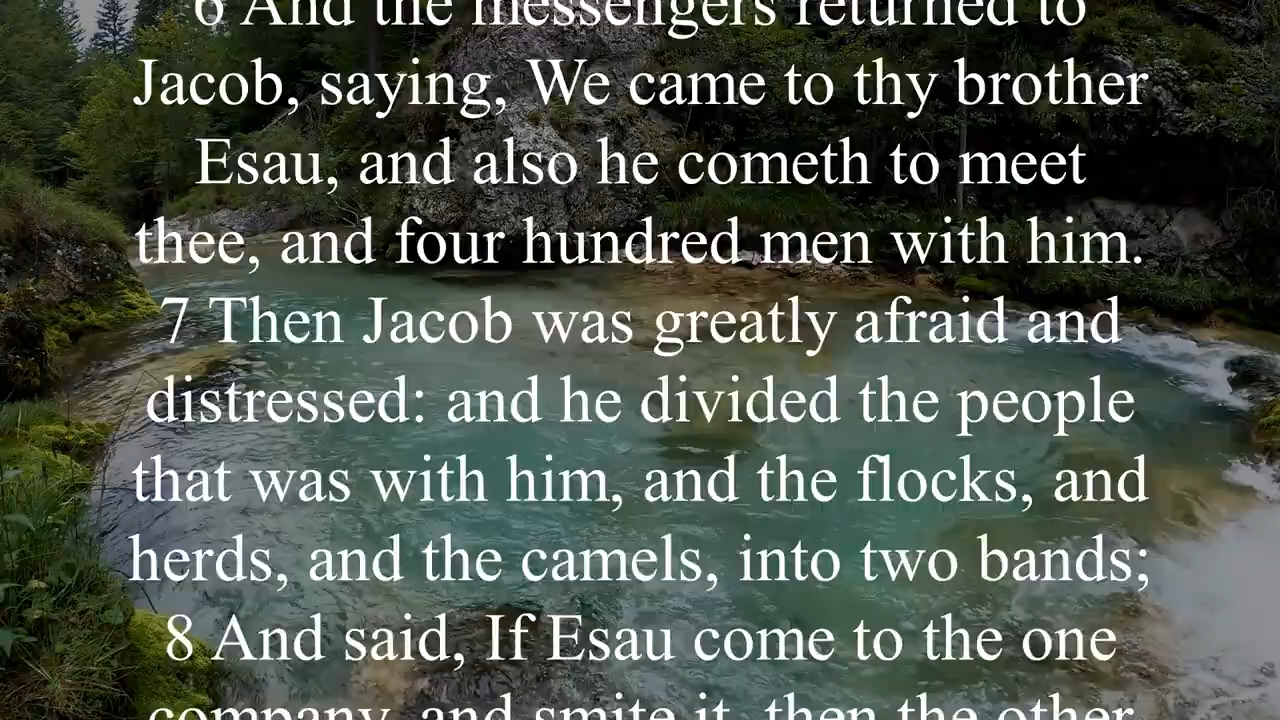 6 And the messengers returned to
Jacob, saying, We came to thy brother
Esau, and also he cometh to meet
thee, and four hundred men with him.
7 Then Jacob was greatly afraid and
distressed: and he divided the people
that was with him, and the flocks, and
herds, and the camels, into two bands;
8 And said, If Esau come to the one
company, and smite it, then the other